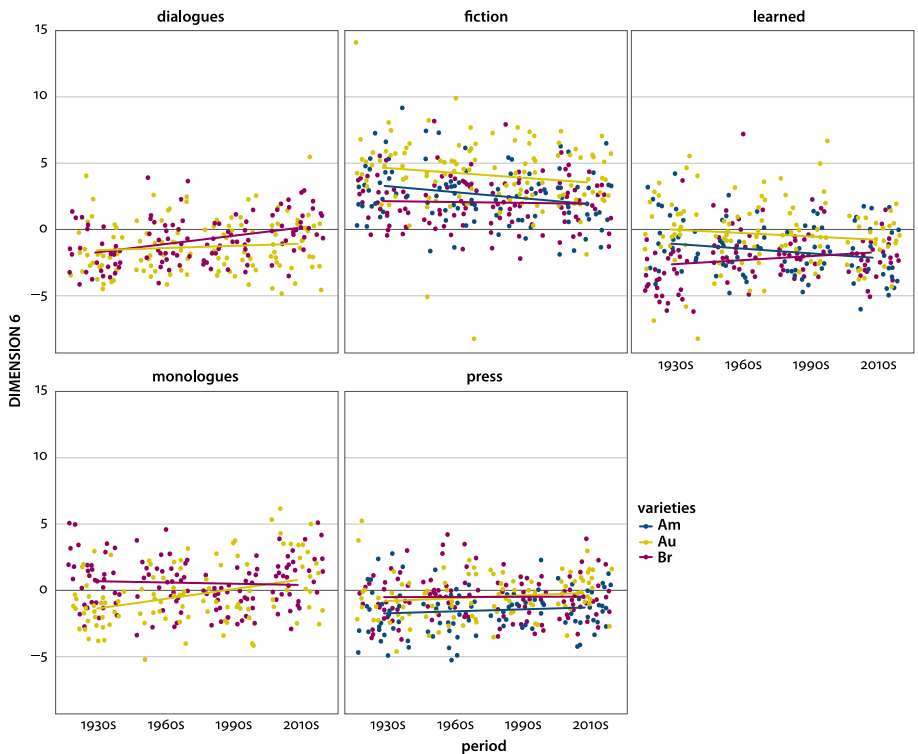 dialogues fiction learned
15
10
5
0
−5
1930s 1960s 1990s 2010s
DIMENSION 6
monologues press
15
10
5
0
−5
varieties
Am
Au
Br
1930s 1960s 1990s 2010s 1930s 1960s 1990s 2010s
period